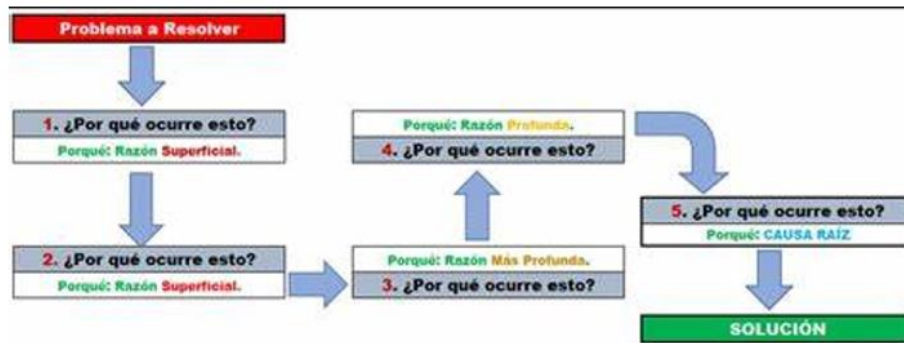 Problema a Resolver
1. ¿Por qué ocurre esto?
Porqué: Razón Superficial.
2. ¿Por qué ocurre esto?
Porqué: Razón Superficial.
Porqué: Razón Más Profunda.
3. ¿Por qué ocurre esto?
Porqué: Razón Profunda.
4. ¿Por qué ocurre esto?
5. ¿Por qué ocurre esto?
Porqué: CAUSA RAÍZ
SOLUCIÓN